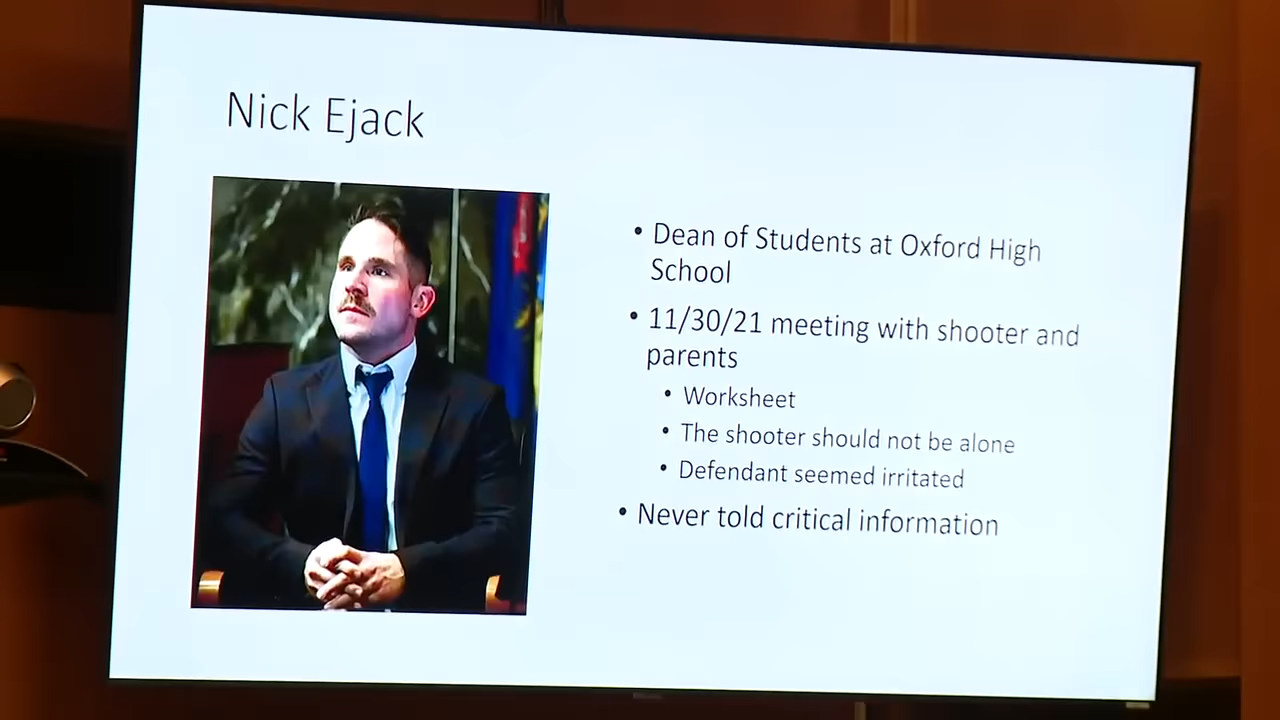 Nick Ejack
• Dean of Students at Oxford High
School
• 11/30/21 meeting with shooter and
parents
• Worksheet
• The shooter should not be alone
• Defendant seemed irritated
• Never told critical information